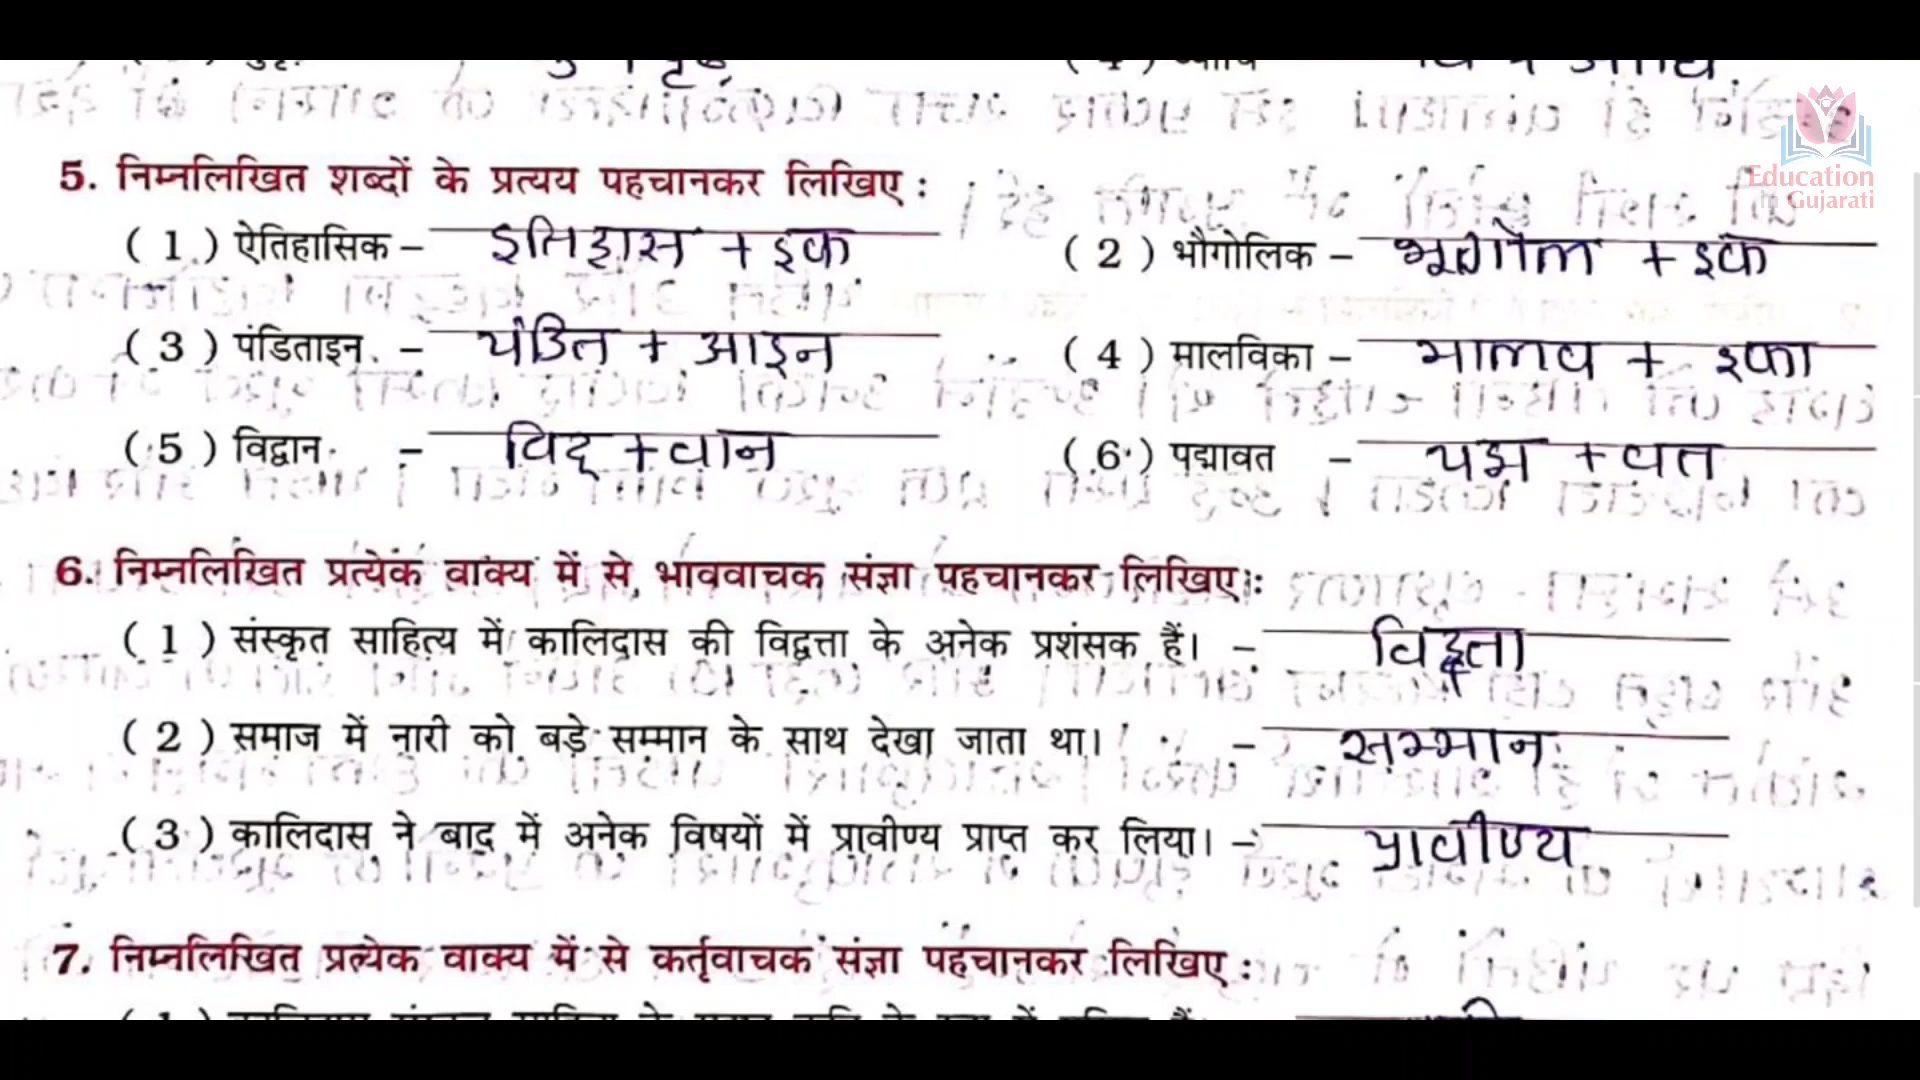 Education
in Gujarati
5. निम्नलिखित शब्दों के प्रत्यय पहचानकर लिखिए :
( 1 ) ऐतिहासिक – इतिहास + इक ( 2 ) भौगोलिक – भूगोल + इक
( 3 ) पंडिताइन – पंडित + आइन ( 4 ) मालविका – मालव + इका
( 5 ) विद्वान – विद् + वान ( 6 ) पद्मावत – पद्म + वत
6. निम्नलिखित प्रत्येक वाक्य में से भाववाचक संज्ञा पहचानकर लिखिए :
( 1 ) संस्कृत साहित्य में कालिदास की विद्वत्ता के अनेक प्रशंसक हैं। – विद्वत्ता
( 2 ) समाज में नारी को बड़े सम्मान के साथ देखा जाता था। – सम्मान
( 3 ) कालिदास ने बाद में अनेक विषयों में प्रावीण्य प्राप्त कर लिया। – प्रावीण्य
7. निम्नलिखित प्रत्येक वाक्य में से कर्तृवाचक संज्ञा पहचानकर लिखिए :